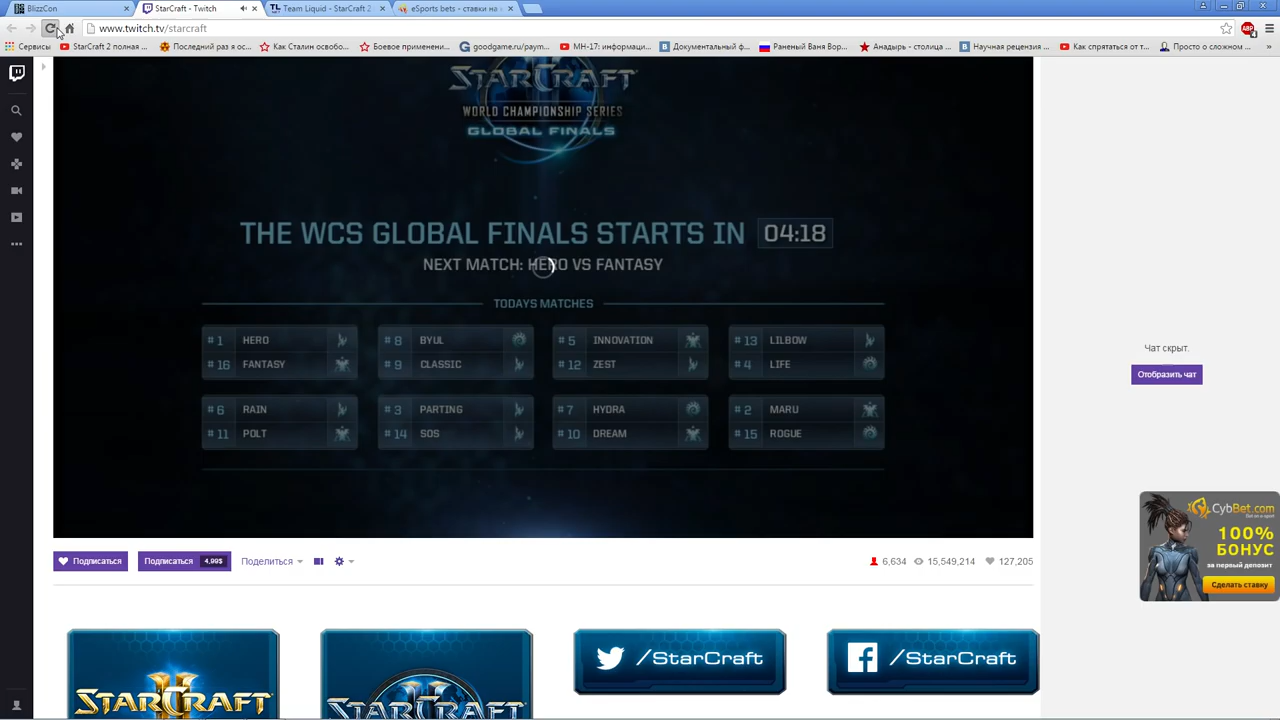 BlizzCon
StarCraft - Twitch
Team Liquid - StarCraft 2
eSports bets - ставки на к
www.twitch.tv/starcraft
Сервисы
StarCraft 2 полная ...
Последний раз я ос...
Как Сталин освобо...
Боевое применени...
goodgame.ru/paym...
МН-17: информаци...
Документальный ф...
Раненый Ваня Вор...
Анадырь - столица ...
Научная рецензия ...
Как спрятаться от т...
Просто о сложном ...
STARCRAFT
WORLD CHAMPIONSHIP SERIES
GLOBAL FINALS
THE WCS GLOBAL FINALS STARTS IN 04:18
NEXT MATCH: HERO VS FANTASY
TODAYS MATCHES
#1 HERO
#16 FANTASY
#8 BYUL
#9 CLASSIC
#5 INNOVATION
#12 ZEST
#13 LILBOW
#4 LIFE
#6 RAIN
#11 POLT
#3 PARTING
#14 SOS
#7 HYDRA
#10 DREAM
#2 MARU
#15 ROGUE
Чат скрыт.
Отобразить чат
CybBet.com
100%
БОНУС
за первый депозит
Сделать ставку
Подписаться
Подписаться 4,99$
Поделиться
6,634
15,549,214
127,205
STARCRAFT
II
STARCRAFT
/StarCraft
/StarCraft